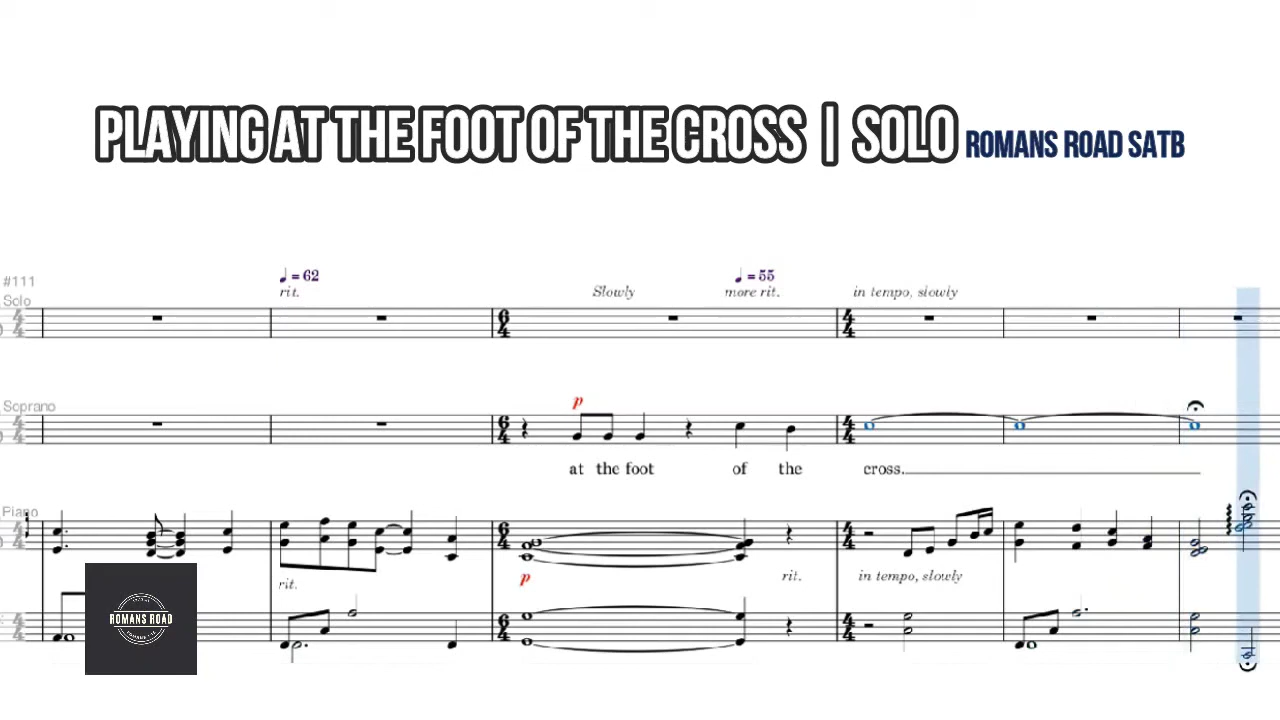 PLAYING AT THE FOOT OF THE CROSS | SOLO ROMANS ROAD SATB
#111
♩ = 62
♩ = 55
rit.
Slowly
more rit.
in tempo, slowly
Solo
Soprano
p
at the foot of the cross.
Piano
p
rit.
rit.
in tempo, slowly
ROMANS ROAD